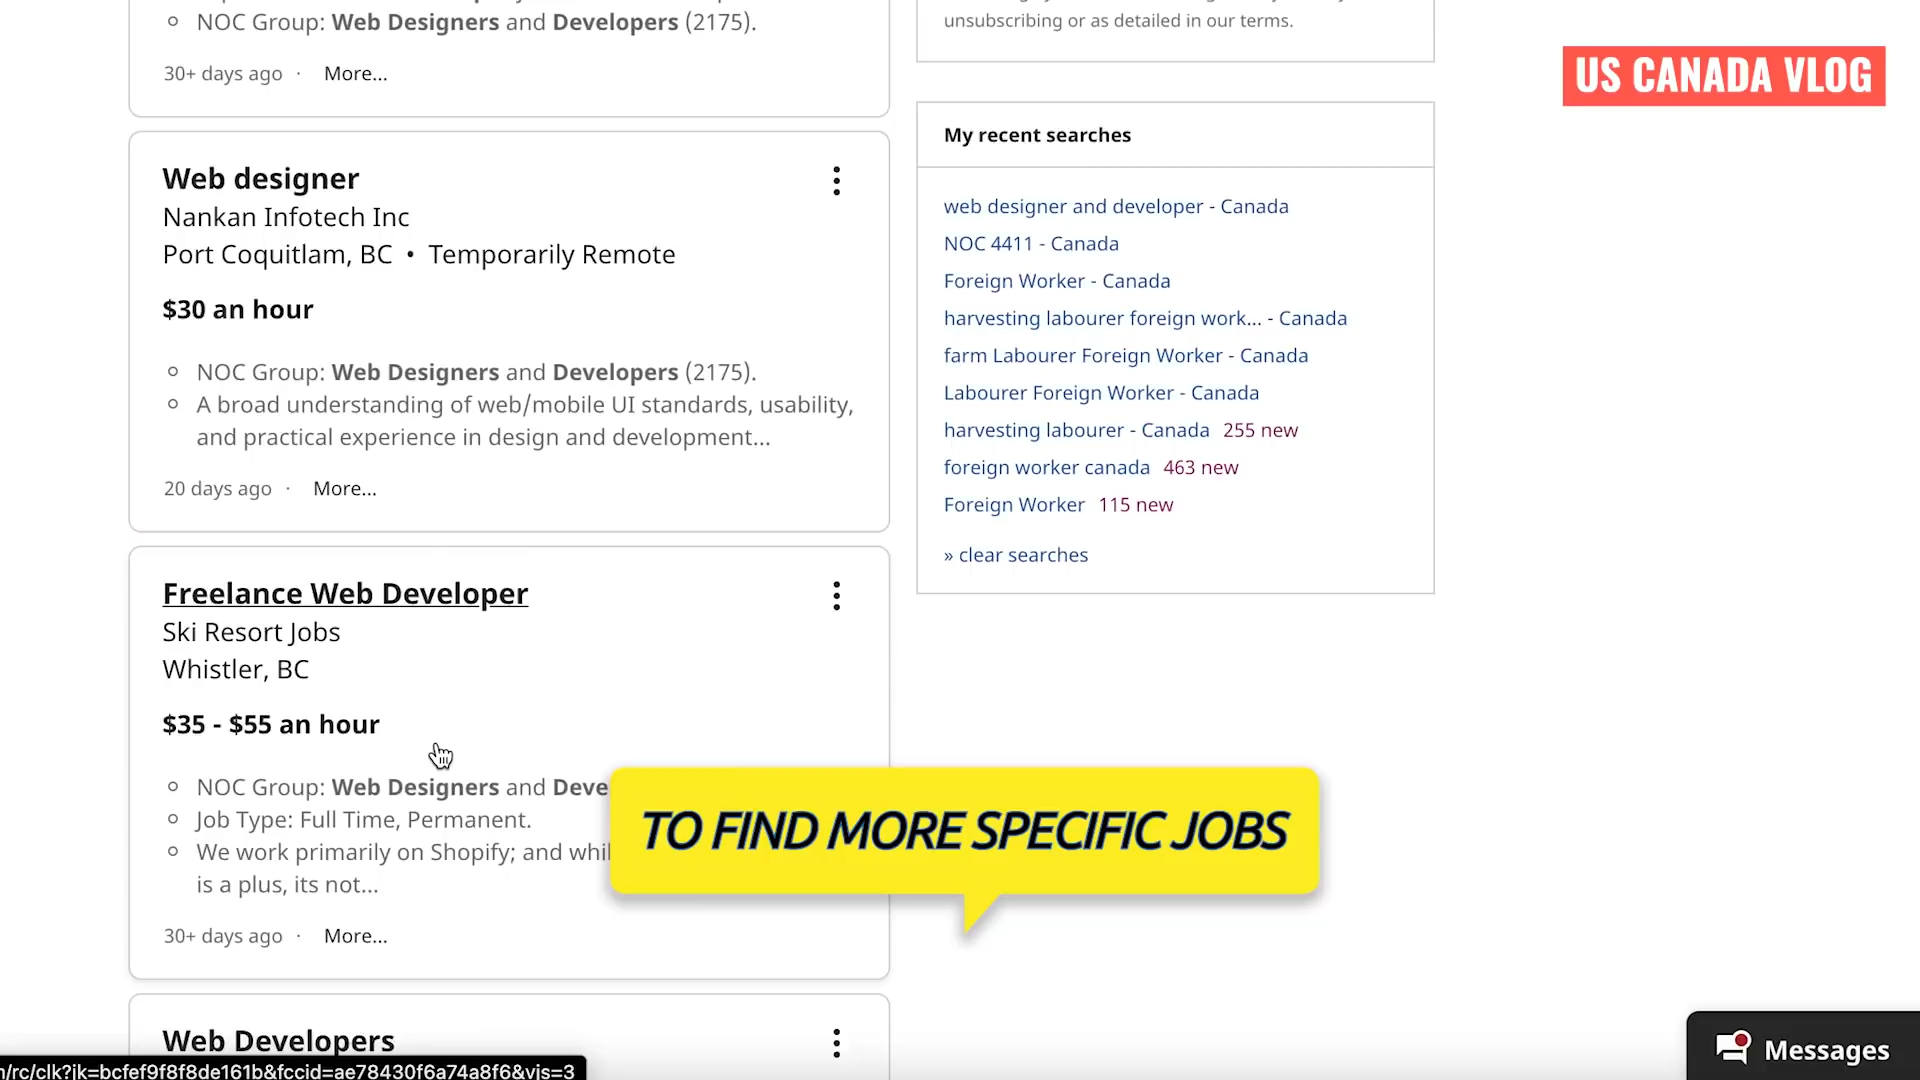 NOC Group: Web Designers and Developers (2175).
30+ days ago · More...
Web designer
Nankan Infotech Inc
Port Coquitlam, BC • Temporarily Remote
$30 an hour
NOC Group: Web Designers and Developers (2175).
A broad understanding of web/mobile UI standards, usability,
and practical experience in design and development...
20 days ago · More...
Freelance Web Developer
Ski Resort Jobs
Whistler, BC
$35 - $55 an hour
NOC Group: Web Designers and Deve
Job Type: Full Time, Permanent.
We work primarily on Shopify; and whil
is a plus, its not...
30+ days ago · More...
Web Developers
n/rc/clk?jk=bcfef9f8f8de161b&fccid=ae78430f6a74a8f6&vjs=3
unsubscribing or as detailed in our terms.
My recent searches
web designer and developer - Canada
NOC 4411 - Canada
Foreign Worker - Canada
harvesting labourer foreign work... - Canada
farm Labourer Foreign Worker - Canada
Labourer Foreign Worker - Canada
harvesting labourer - Canada 255 new
foreign worker canada 463 new
Foreign Worker 115 new
» clear searches
US CANADA VLOG
TO FIND MORE SPECIFIC JOBS
Messages